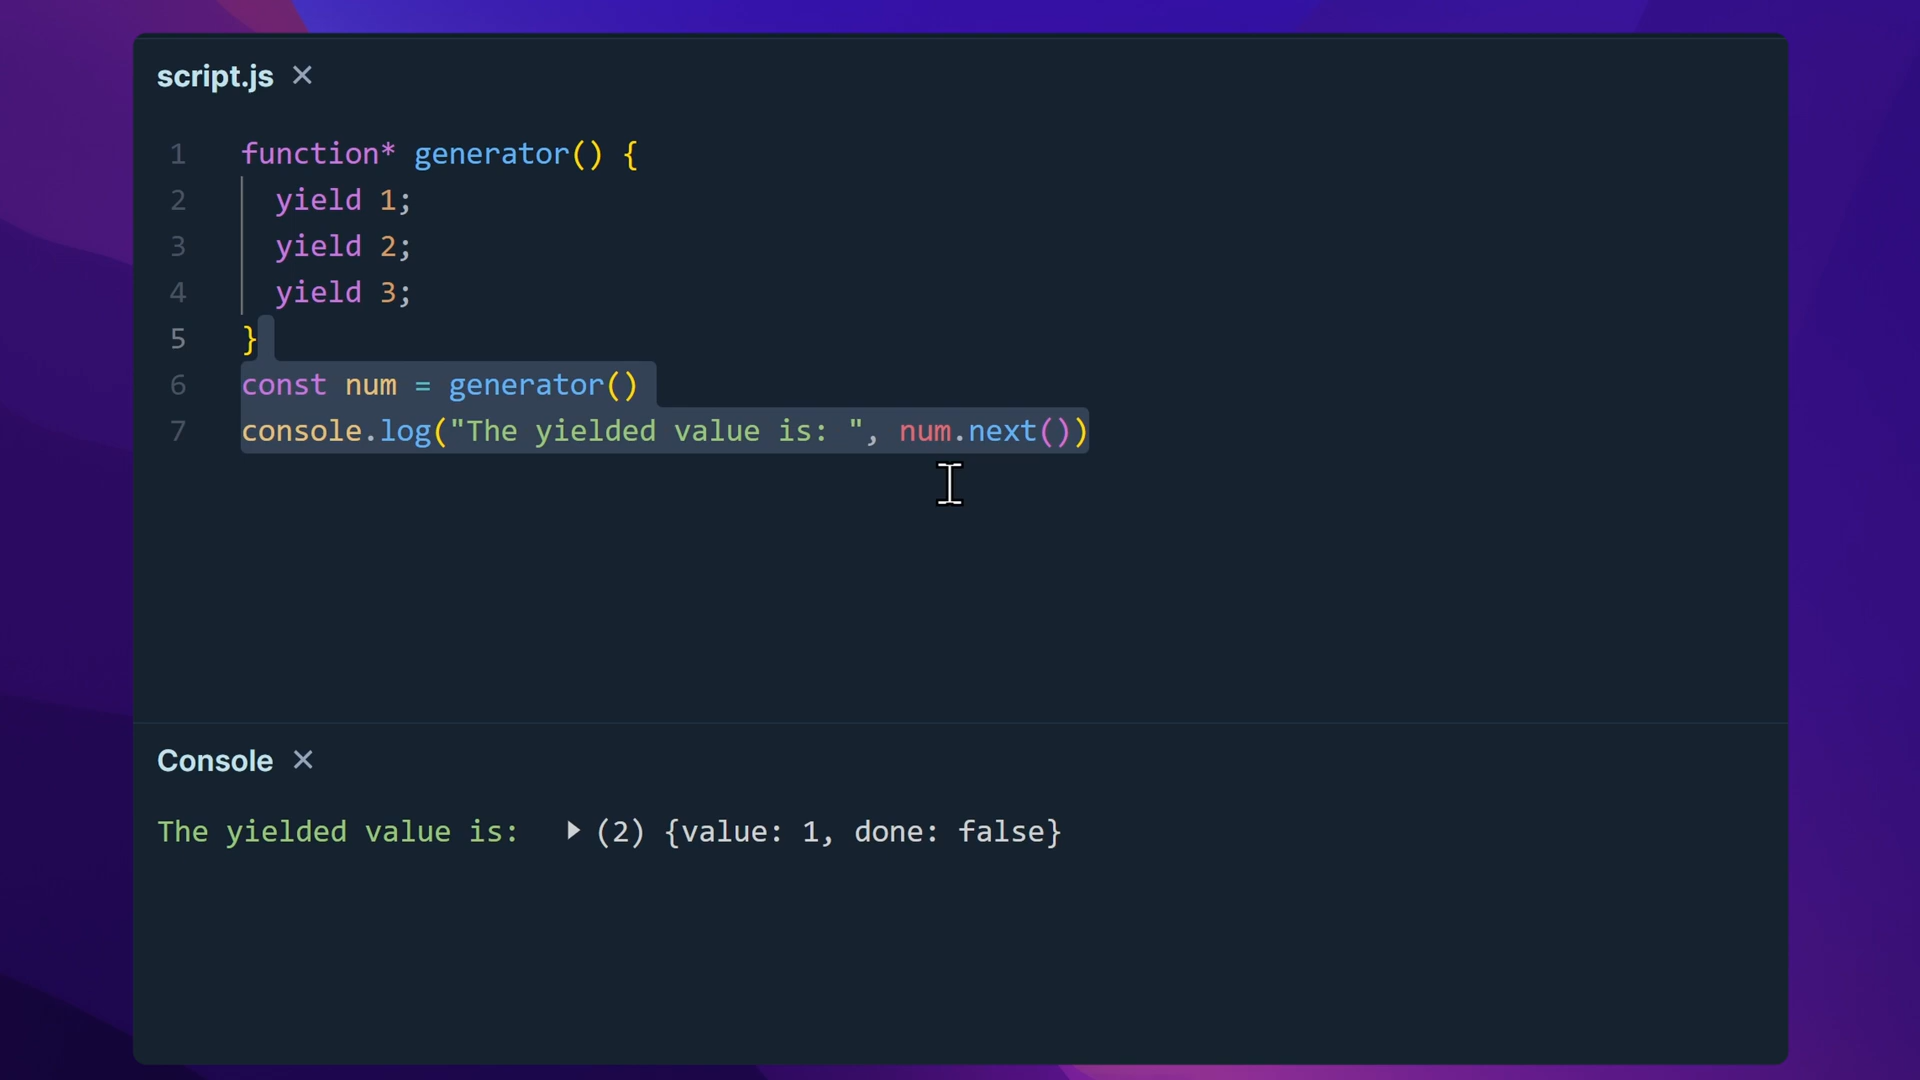 script.js ✕
1 function* generator() {
2 yield 1;
3 yield 2;
4 yield 3;
5 }
6 const num = generator()
7 console.log("The yielded value is: ", num.next())
Console ✕
The yielded value is: ▶ (2) {value: 1, done: false}